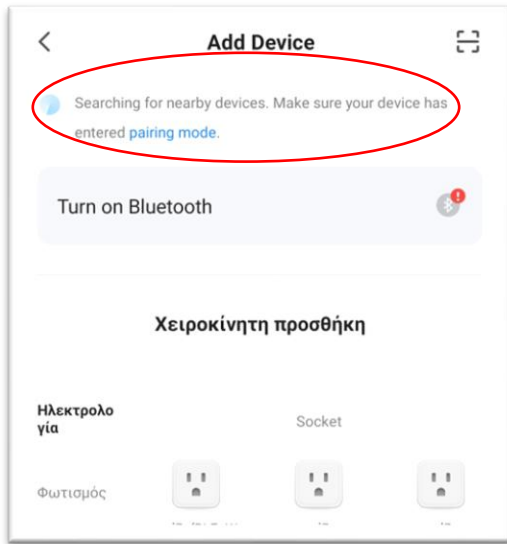 Add Device
Searching for nearby devices. Make sure your device has
entered pairing mode.
Turn on Bluetooth
Χειροκίνητη προσθήκη
Ηλεκτρολο
γία
Socket
Φωτισμός